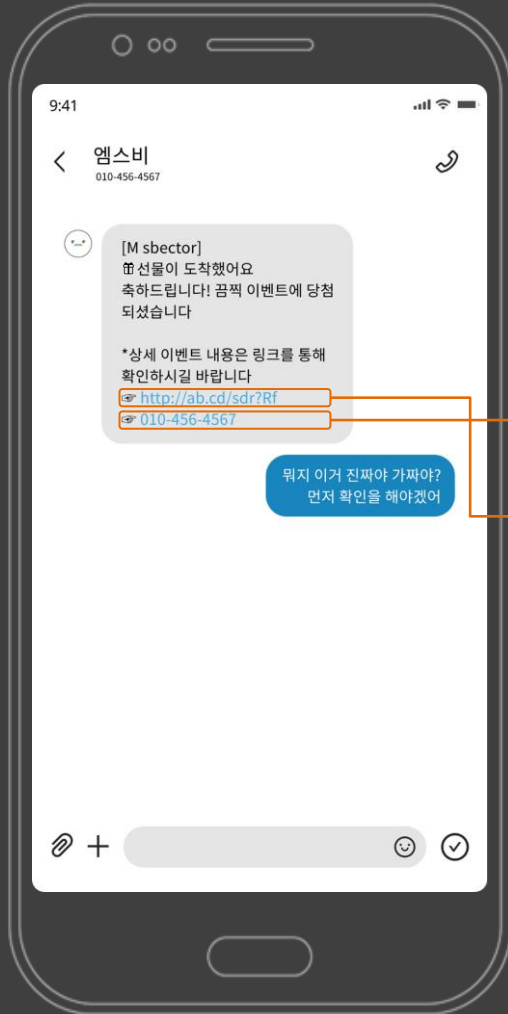 9:41
엠스비
010-456-4567
[M sbector]
선물이 도착했어요
축하드립니다! 끔찍 이벤트에 당첨
되셨습니다
*상세 이벤트 내용은 링크를 통해
확인하시길 바랍니다
☞ http://ab.cd/sdr?Rf
☞ 010-456-4567
뭐지 이거 진짜야 가짜야?
먼저 확인을 해야겠어